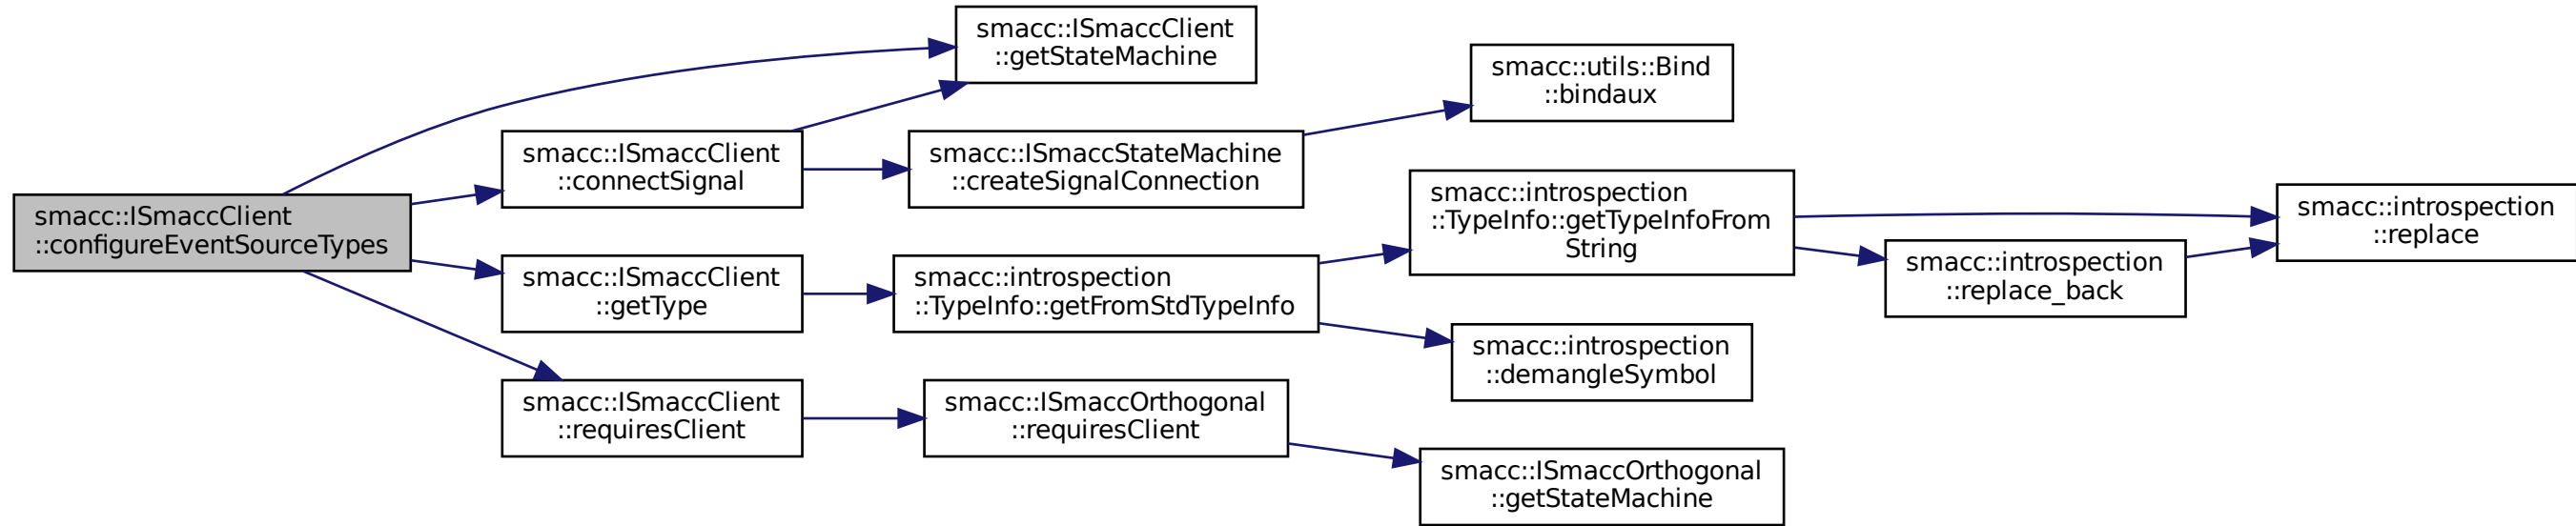 smacc::ISmaccClient
::configureEventSourceTypes
smacc::ISmaccClient
::getStateMachine
smacc::ISmaccClient
::connectSignal
smacc::ISmaccStateMachine
::createSignalConnection
smacc::utils::Bind
::bindaux
smacc::ISmaccClient
::getType
smacc::introspection
::TypeInfo::getFromStdTypeInfo
smacc::introspection
::TypeInfo::getTypeInfoFrom
String
smacc::introspection
::replace
smacc::introspection
::replace_back
smacc::introspection
::demangleSymbol
smacc::ISmaccClient
::requiresClient
smacc::ISmaccOrthogonal
::requiresClient
smacc::ISmaccOrthogonal
::getStateMachine